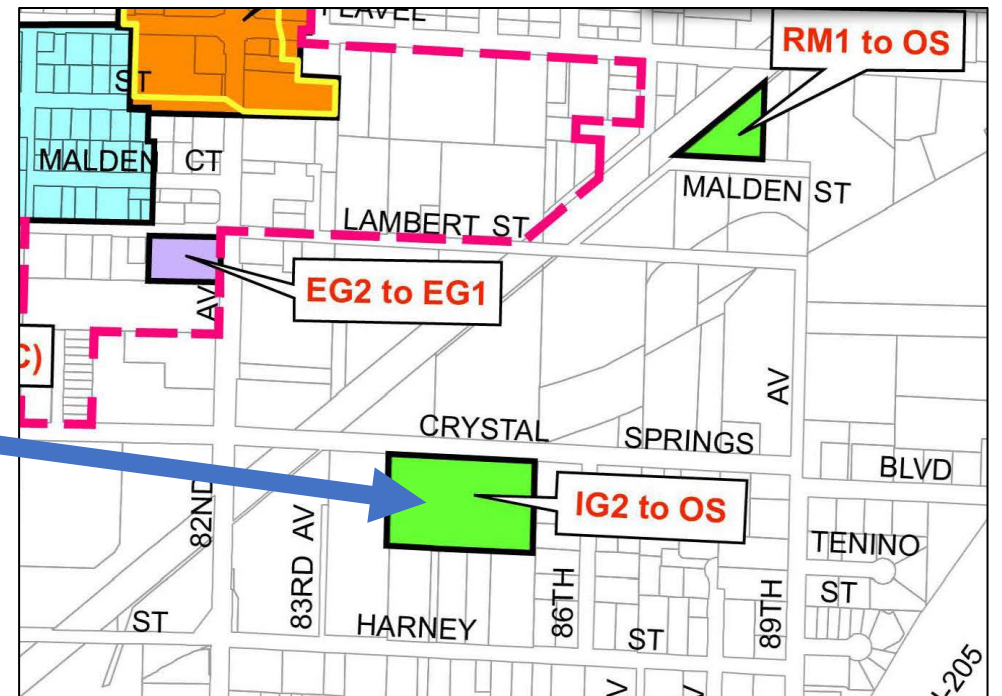 FLAVEL
RM1 to OS
ST
MALDEN CT
MALDEN ST
LAMBERT ST
EG2 to EG1
AV
C)
AV
CRYSTAL SPRINGS
BLVD
82ND
IG2 to OS
83RD AV
TENINO
ST
86TH
89TH
ST
HARNEY
ST
I-205